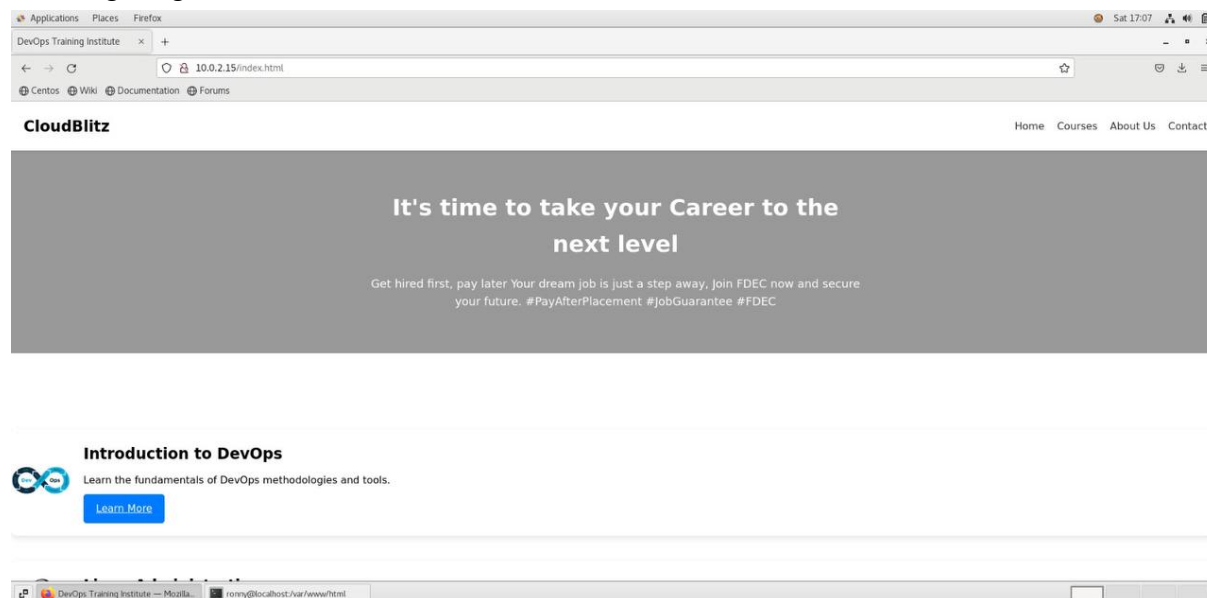 Applications Places Firefox
Sat 17:07
DevOps Training Institute × +
10.0.2.15/index.html
Centos Wiki Documentation Forums
CloudBlitz
Home Courses About Us Contact
It's time to take your Career to the
next level
Get hired first, pay later Your dream job is just a step away, Join FDEC now and secure
your future. #PayAfterPlacement #JobGuarantee #FDEC
Introduction to DevOps
Dev Ops
Learn the fundamentals of DevOps methodologies and tools.
Learn More
DevOps Training Institute — Mozilla... ronny@localhost:/var/www/html